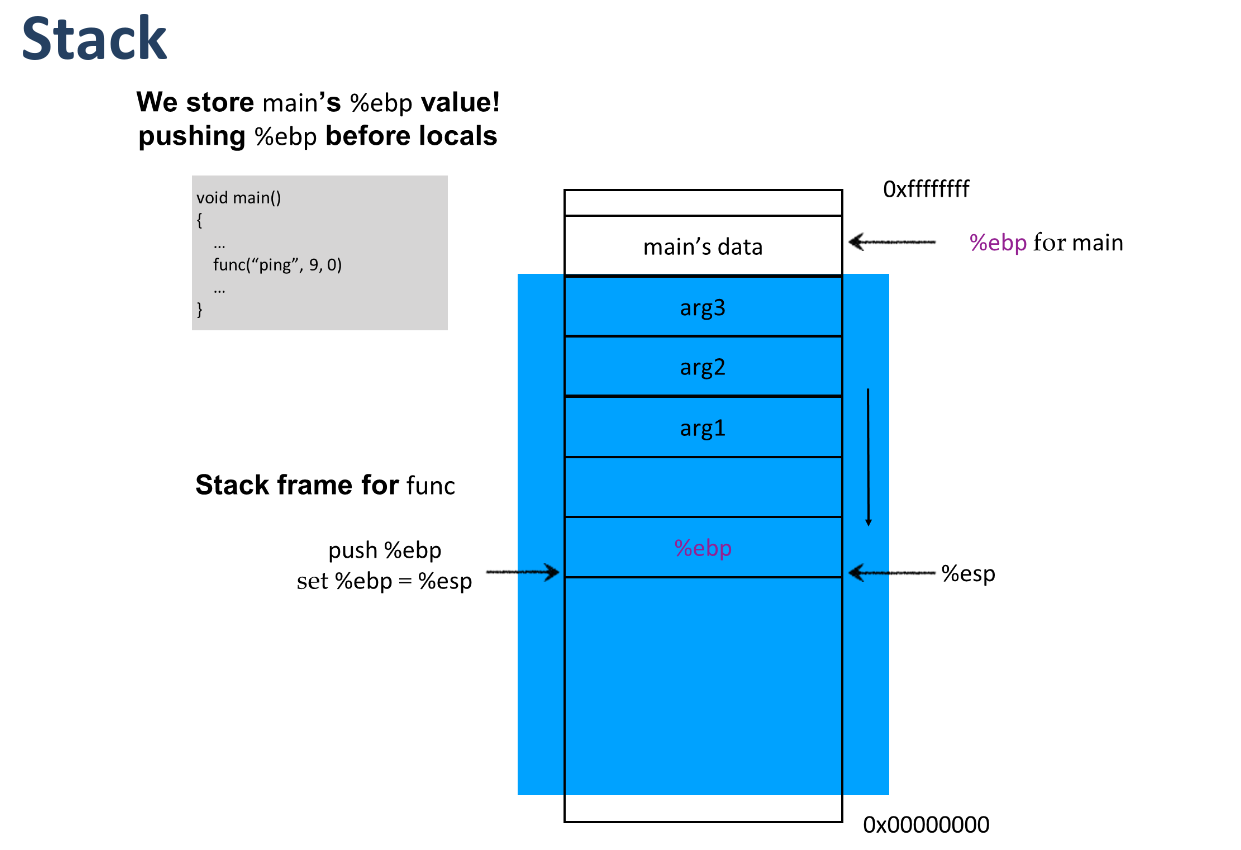 Stack
We store main’s %ebp value!
pushing %ebp before locals
void main()
{
…
func(“ping”, 9, 0)
…
}
0xffffffff
main’s data
%ebp for main
arg3
arg2
arg1
Stack frame for func
%ebp
push %ebp
set %ebp = %esp
%esp
0x00000000